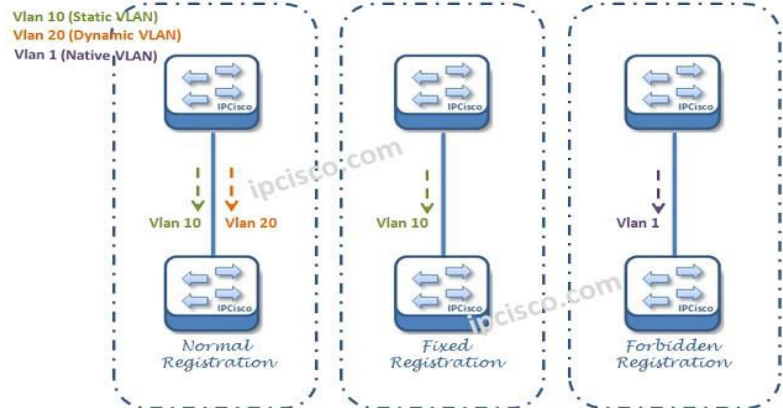 Vlan 10 (Static VLAN)
Vlan 20 (Dynamic VLAN)
Vlan 1 (Native VLAN)
IPCisco
IPCisco
IPCisco
ipcisco.com
Vlan 10
Vlan 20
Vlan 10
Vlan 1
IPCisco
IPCisco
IPCisco
ipcisco.com
Normal
Registration
Fixed
Registration
Forbidden
Registration